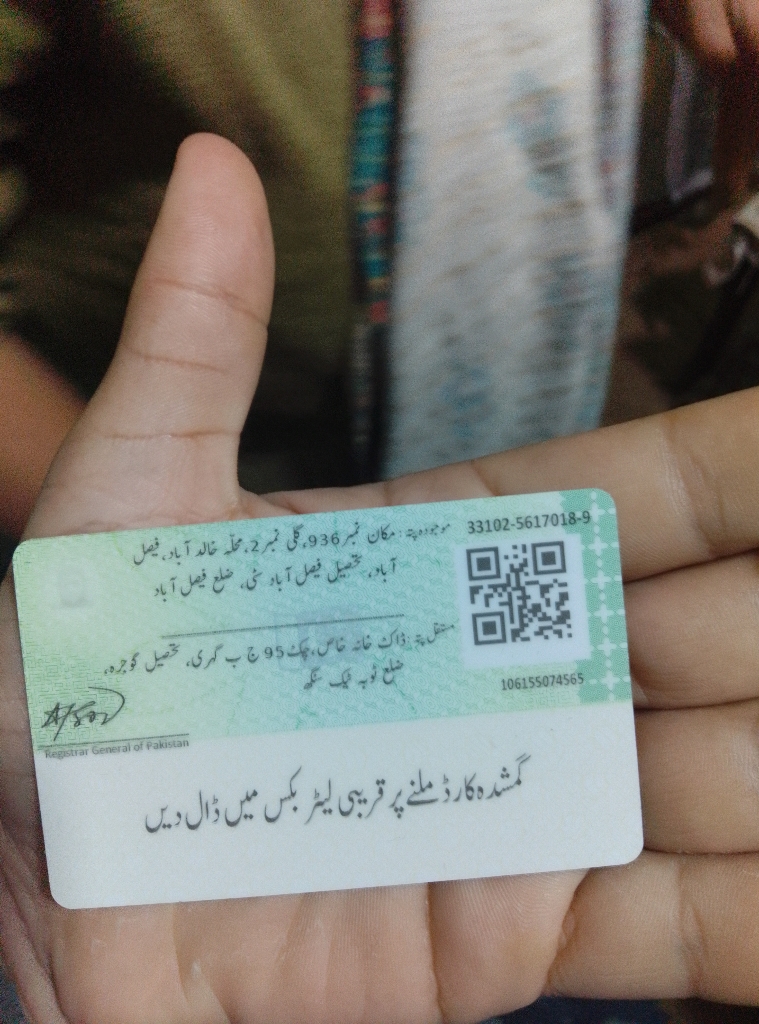 33102-5617018-9
موجودہ پتہ: مکان نمبر 936، گلی نمبر 2، محلّہ خالد آباد، فیصل
آباد، تحصیل فیصل آباد سٹی، ضلع فیصل آباد
مستقل پتہ: ڈاک خانہ خاص، چک 95 ج ب گہری، تحصیل گوجرہ،
ضلع ٹوبہ ٹیک سنگھ
106155074565
Registrar General of Pakistan
گمشدہ کارڈ ملنے پر قریبی لیٹر بکس میں ڈال دیں